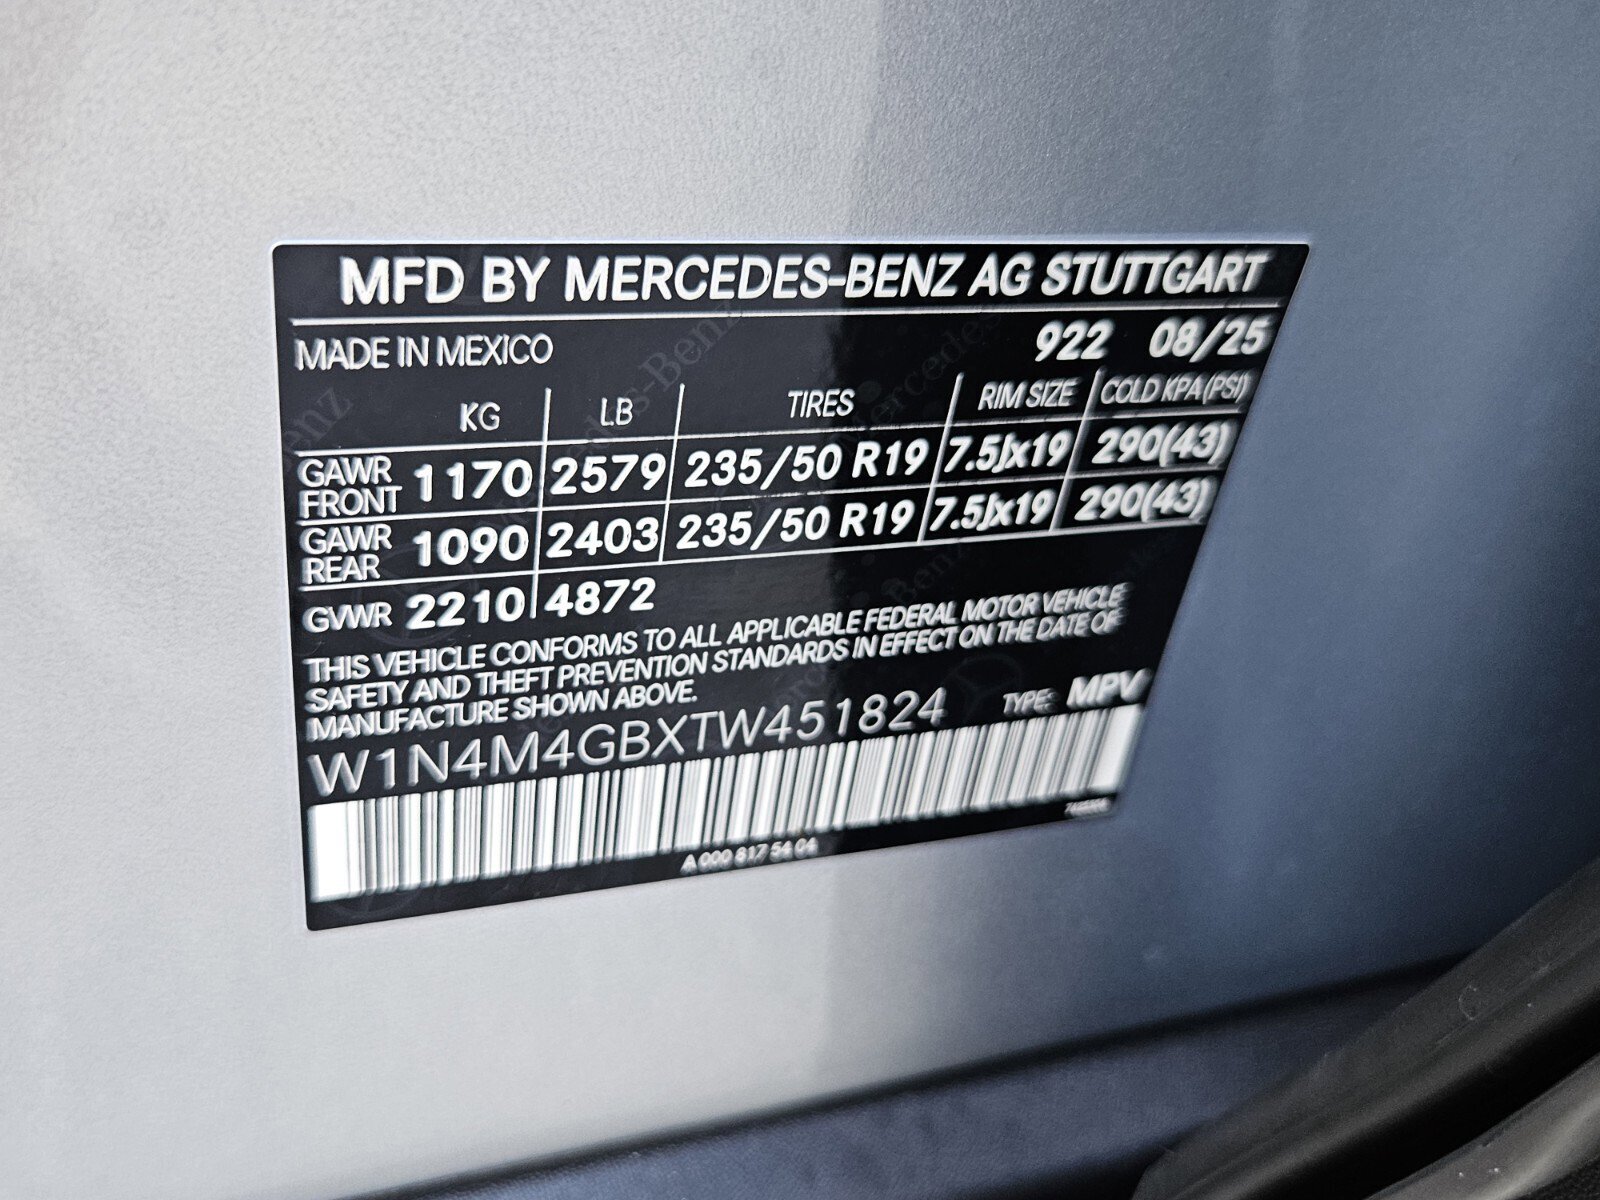 MFD BY MERCEDES-BENZ AG STUTTGART
MADE IN MEXICO 922 08/25
KG LB TIRES RIM SIZE COLD KPA (PSI)
GAWR FRONT 1170 2579 235/50 R19 7.5Jx19 290(43)
GAWR REAR 1090 2403 235/50 R19 7.5Jx19 290(43)
GVWR 2210 4872
THIS VEHICLE CONFORMS TO ALL APPLICABLE FEDERAL MOTOR VEHICLE
SAFETY AND THEFT PREVENTION STANDARDS IN EFFECT ON THE DATE OF
MANUFACTURE SHOWN ABOVE.
W1N4M4GBXTW451824 TYPE: MPV
A 000 817 54 04